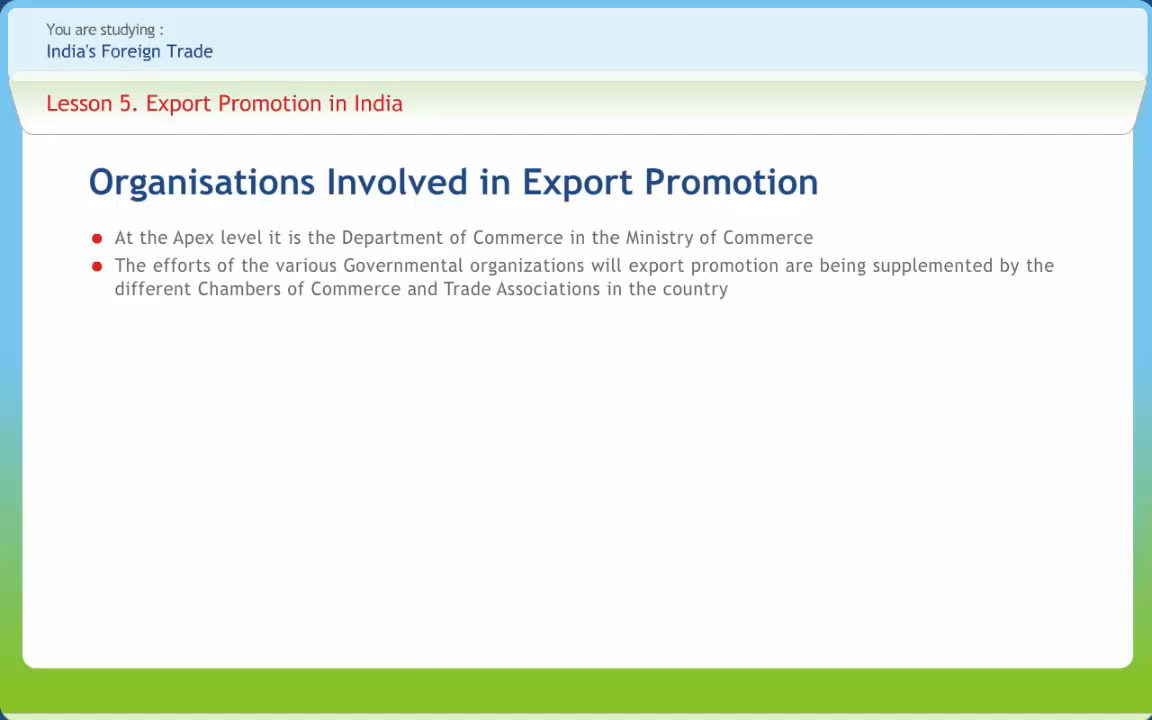 You are studying :
India's Foreign Trade
Lesson 5. Export Promotion in India
Organisations Involved in Export Promotion
At the Apex level it is the Department of Commerce in the Ministry of Commerce
The efforts of the various Governmental organizations will export promotion are being supplemented by the
different Chambers of Commerce and Trade Associations in the country